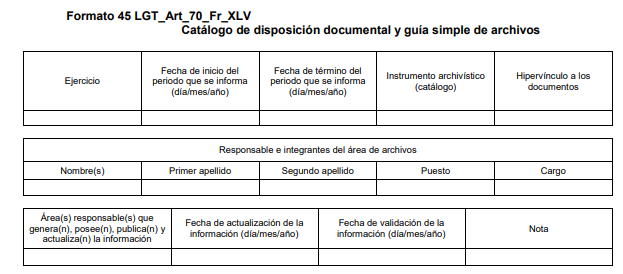 Formato 45 LGT_Art_70_Fr_XLV
Catálogo de disposición documental y guía simple de archivos
Ejercicio
Fecha de inicio del
periodo que se informa
(día/mes/año)
Fecha de término del
periodo que se informa
(día/mes/año)
Instrumento archivístico
(catálogo)
Hipervínculo a los
documentos
Responsable e integrantes del área de archivos
Nombre(s)
Primer apellido
Segundo apellido
Puesto
Cargo
Área(s) responsable(s) que
genera(n), posee(n), publica(n) y
actualiza(n) la información
Fecha de actualización de la
información (día/mes/año)
Fecha de validación de la
información (día/mes/año)
Nota